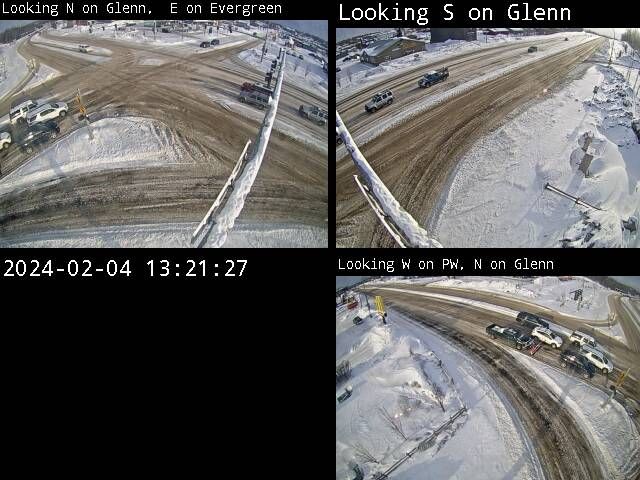 Looking N on Glenn,  E on Evergreen
Looking S on Glenn
2024-02-04 13:21:27
Looking W on PW, N on Glenn